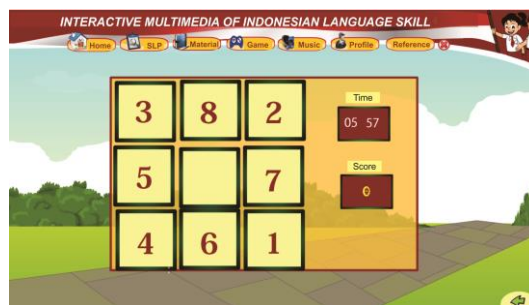 INTERACTIVE MULTIMEDIA OF INDONESIAN LANGUAGE SKILL
Home SLP Material Game Music Profile Reference
3 8 2
5 7
4 6 1
Time
05 57
Score
0